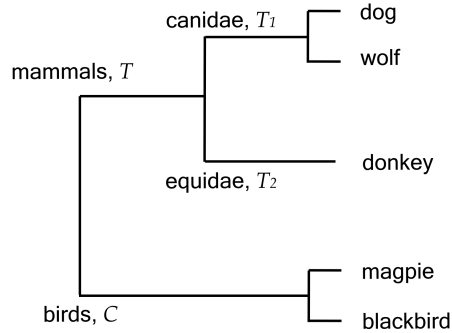 canidae, T1
dog
wolf
mammals, T
donkey
equidae, T2
magpie
birds, C
blackbird